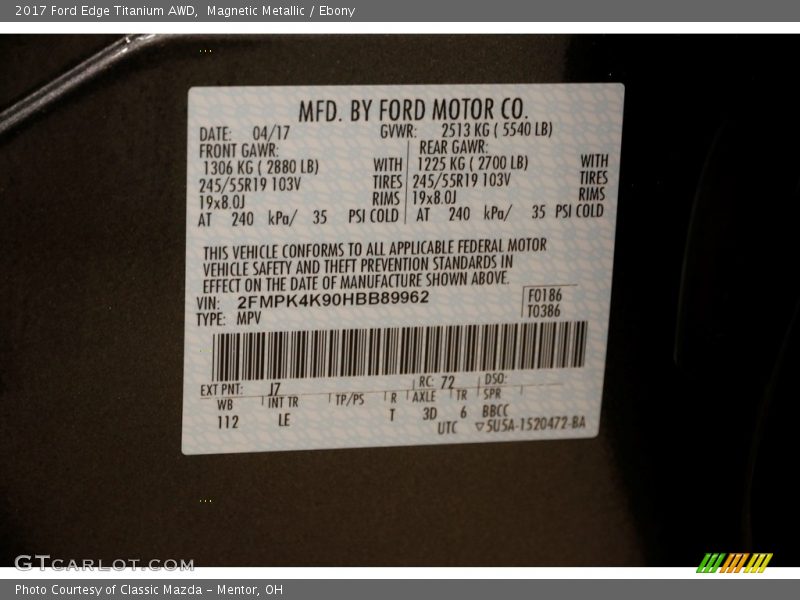 2017 Ford Edge Titanium AWD, Magnetic Metallic / Ebony
MFD. BY FORD MOTOR CO.
DATE: 04/17 GVWR: 2513 KG ( 5540 LB)
FRONT GAWR: REAR GAWR:
1306 KG ( 2880 LB) WITH 1225 KG ( 2700 LB) WITH
245/55R19 103V TIRES 245/55R19 103V TIRES
19x8.0J RIMS 19x8.0J RIMS
AT 240 kPa/ 35 PSI COLD AT 240 kPa/ 35 PSI COLD
THIS VEHICLE CONFORMS TO ALL APPLICABLE FEDERAL MOTOR
VEHICLE SAFETY AND THEFT PREVENTION STANDARDS IN
EFFECT ON THE DATE OF MANUFACTURE SHOWN ABOVE.
VIN: 2FMPK4K90HBB89962 F0186
TYPE: MPV T0386
EXT PNT: J7 RC: 72 DSO:
WB INT TR TP/PS R AXLE TR SPR
112 LE T 3D 6 BBCC
UTC ▽5USA-1520472-BA
GTcarlot.com
Photo Courtesy of Classic Mazda - Mentor, OH